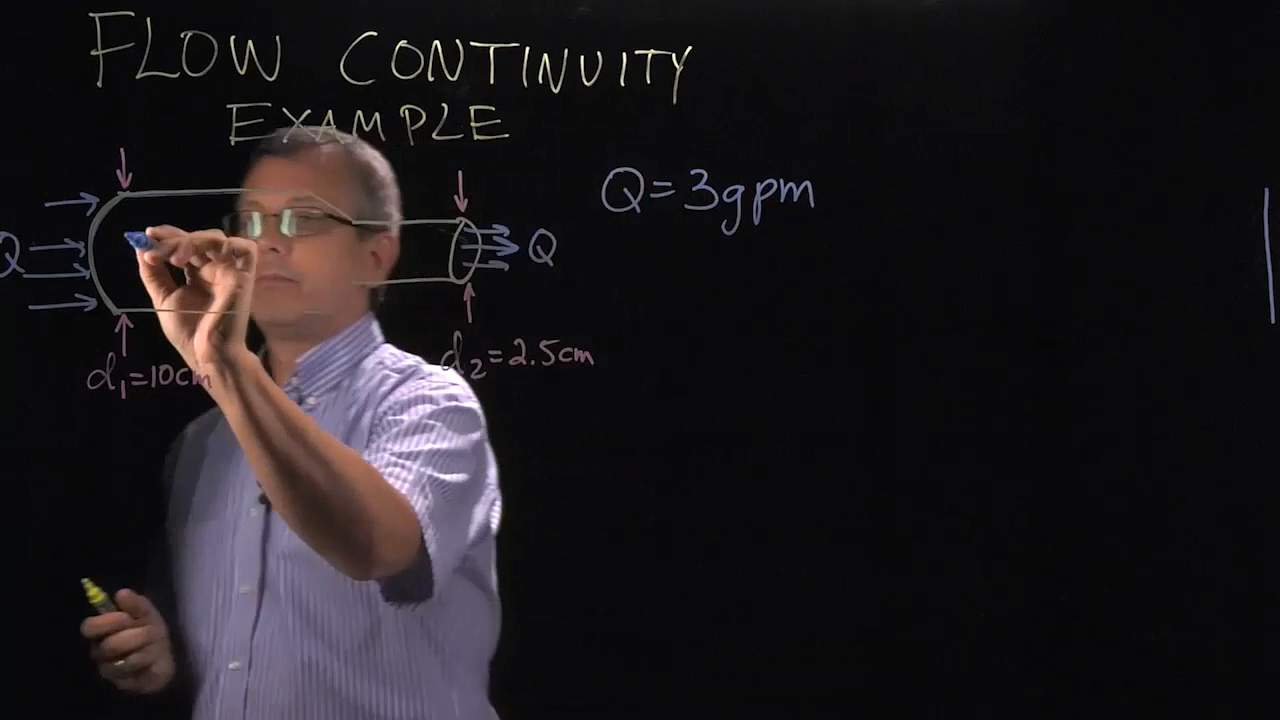 FLOW CONTINUITY
EXAMPLE
Q = 3gpm
Q
Q
d₁ = 10cm
d₂ = 2.5cm